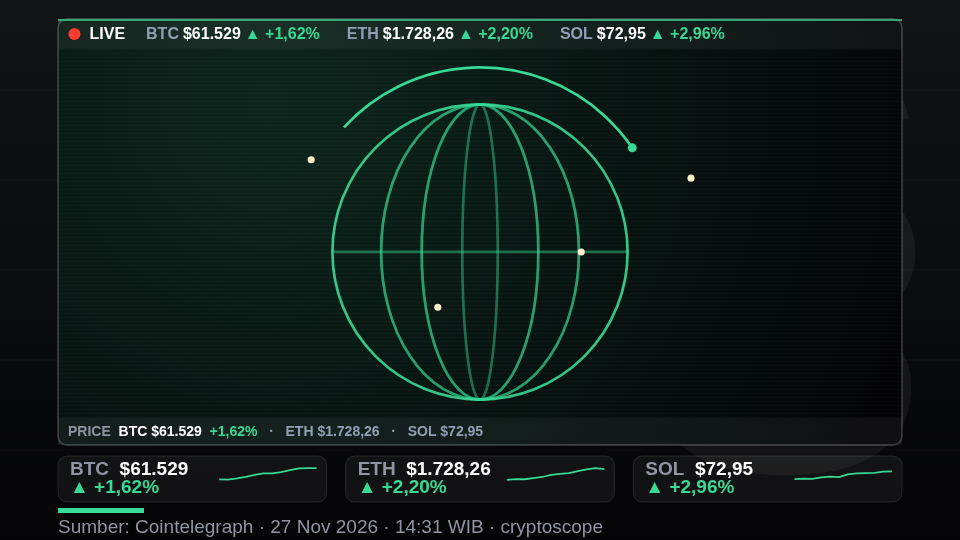 LIVE BTC $61.529 ▲ +1,62% ETH $1.728,26 ▲ +2,20% SOL $72,95 ▲ +2,96%
PRICE BTC $61.529 +1,62% · ETH $1.728,26 · SOL $72,95
BTC $61.529
▲ +1,62%
ETH $1.728,26
▲ +2,20%
SOL $72,95
▲ +2,96%
Sumber: Cointelegraph · 27 Nov 2026 · 14:31 WIB · cryptoscope